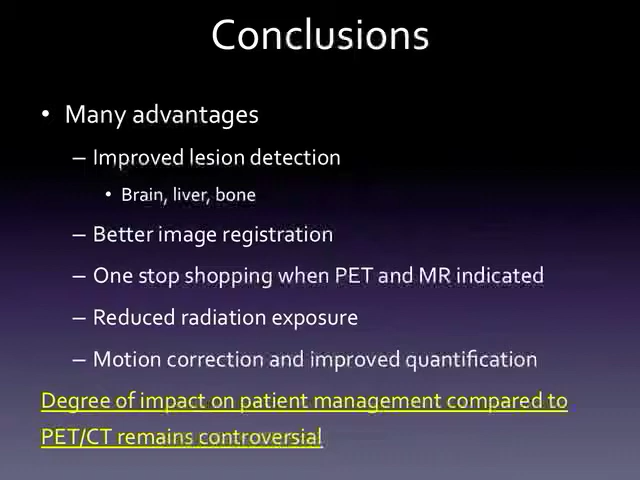 Conclusions
• Many advantages
– Improved lesion detection
• Brain, liver, bone
– Better image registration
– One stop shopping when PET and MR indicated
– Reduced radiation exposure
– Motion correction and improved quantification
Degree of impact on patient management compared to
PET/CT remains controversial